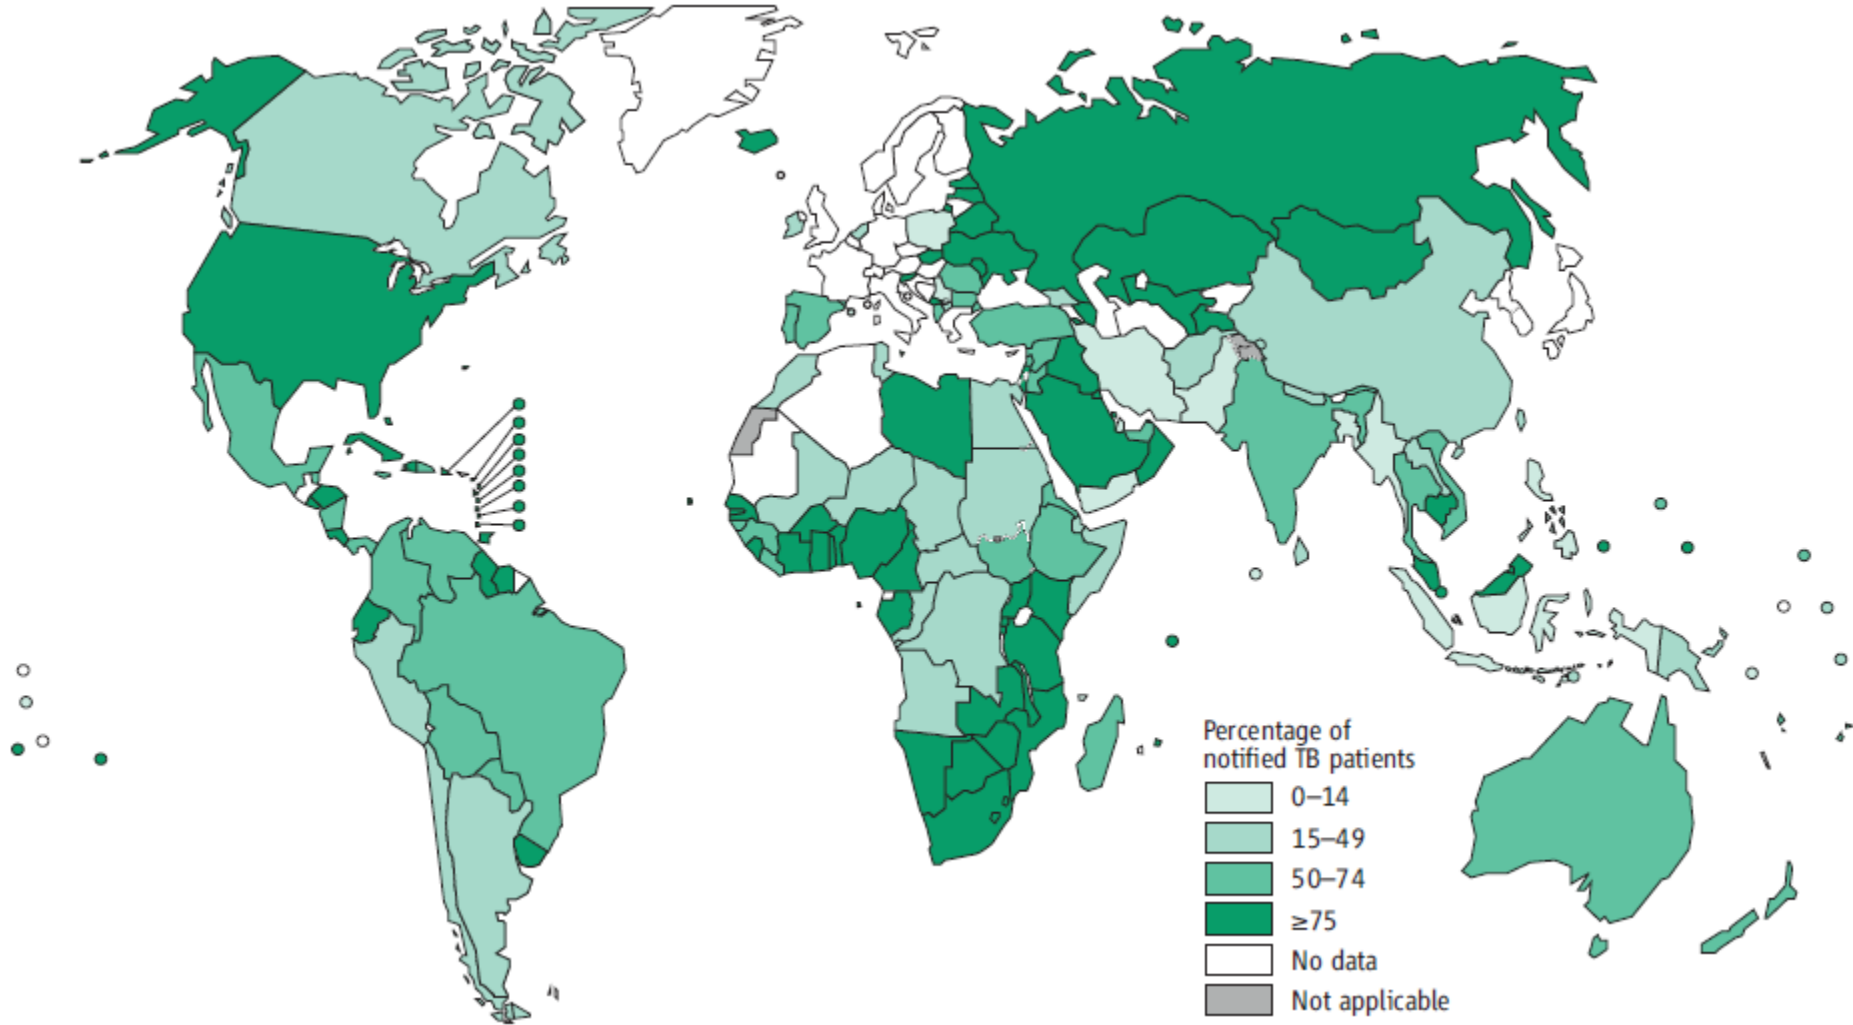 Percentage of
notified TB patients
0–14
15–49
50–74
≥75
No data
Not applicable